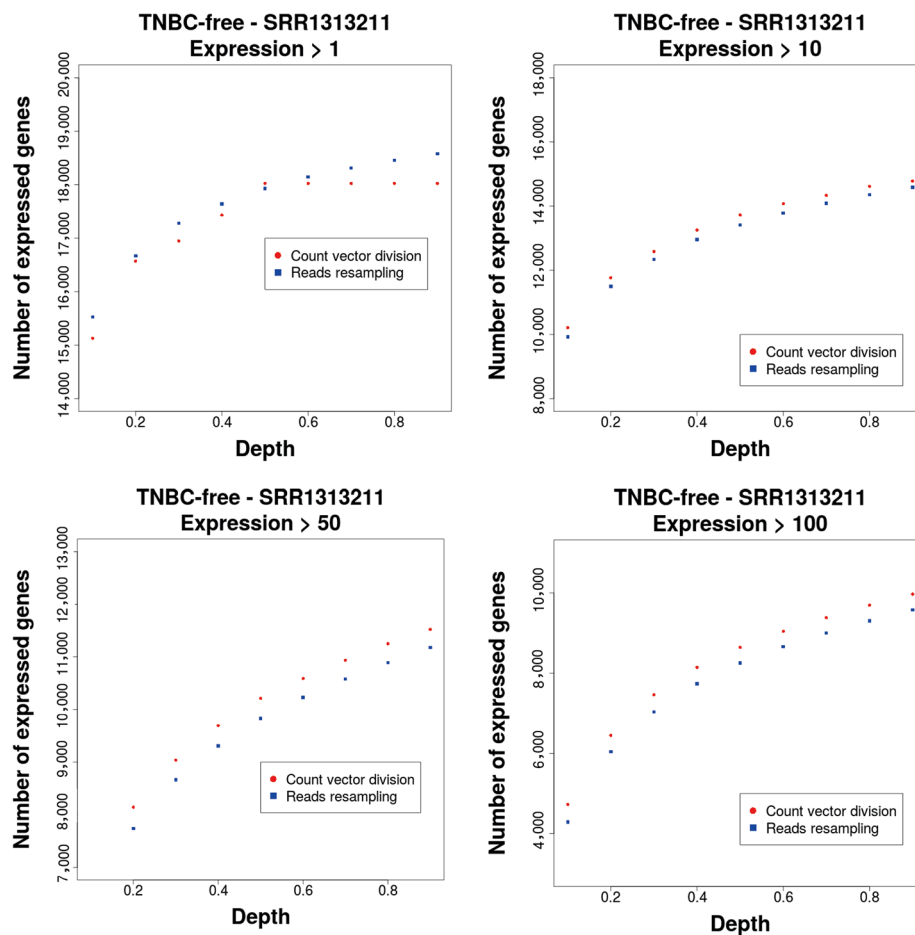 TNBC-free - SRR1313211
Expression > 1
Number of expressed genes
20,000
19,000
18,000
17,000
16,000
15,000
14,000
Count vector division
Reads resampling
0.2
0.4
0.6
0.8
Depth
TNBC-free - SRR1313211
Expression > 10
Number of expressed genes
18,000
16,000
14,000
12,000
10,000
8,000
Count vector division
Reads resampling
0.2
0.4
0.6
0.8
Depth
TNBC-free - SRR1313211
Expression > 50
Number of expressed genes
13,000
12,000
11,000
10,000
9,000
8,000
7,000
Count vector division
Reads resampling
0.2
0.4
0.6
0.8
Depth
TNBC-free - SRR1313211
Expression > 100
Number of expressed genes
10,000
8,000
6,000
4,000
Count vector division
Reads resampling
0.2
0.4
0.6
0.8
Depth